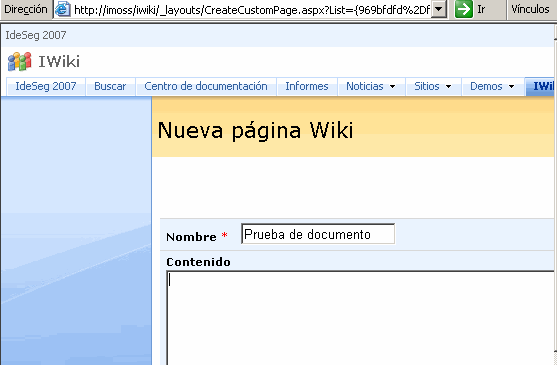 Dirección http://imoss/iwiki/_layouts/CreateCustomPage.aspx?List={969bfdfd%2Df Ir Vínculos
IdeSeg 2007
IWiki
IdeSeg 2007 Buscar Centro de documentación Informes Noticias Sitios Demos IWi
Nueva página Wiki
Nombre * Prueba de documento
Contenido